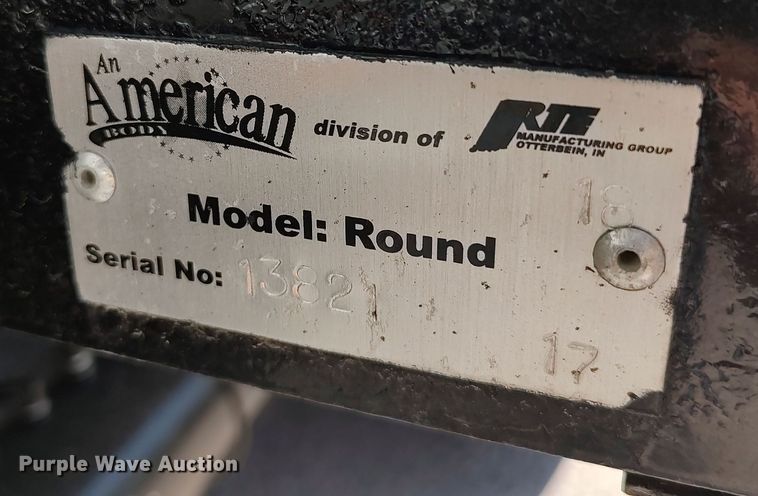 An
American
BODY
division of
RTE
MANUFACTURING GROUP
OTTERBEIN, IN
Model: Round
18
Serial No: 13821
17
Purple Wave Auction